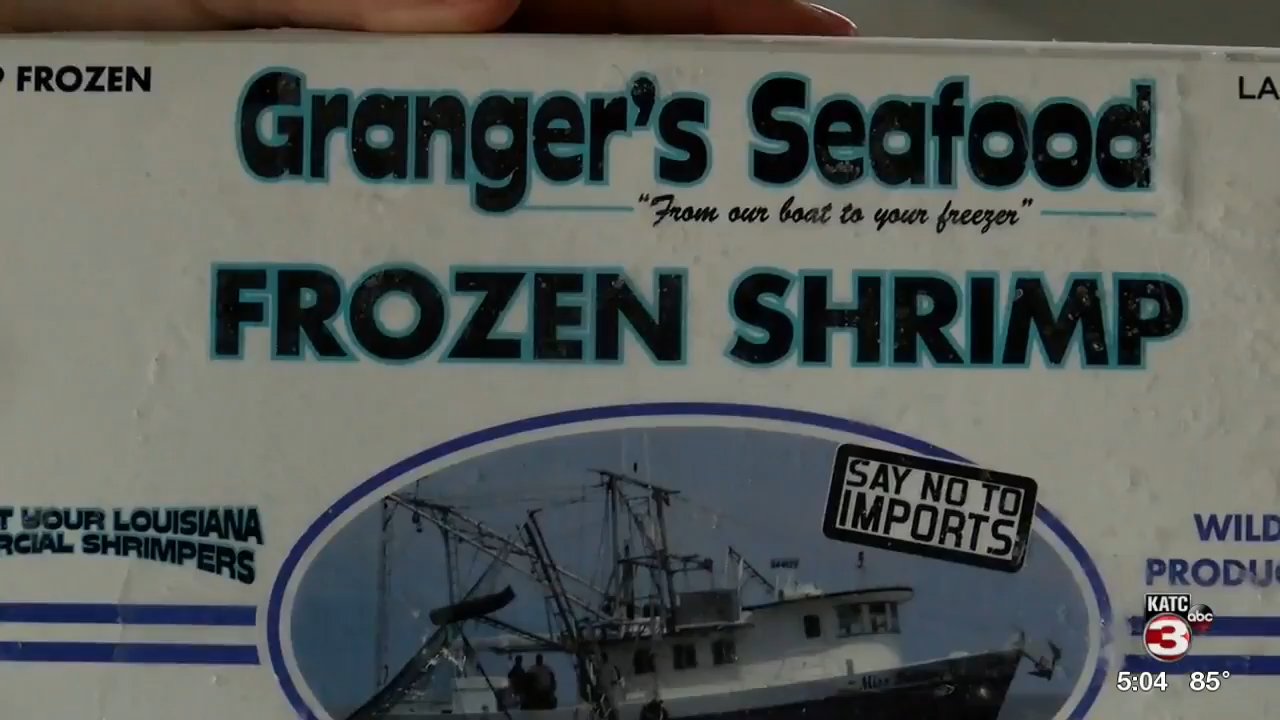 FROZEN
LA
Granger's Seafood
"From our boat to your freezer"
FROZEN SHRIMP
SAY NO TO
IMPORTS
T YOUR LOUISIANA
RCIAL SHRIMPERS
WILD
PRODUC
KATC
abc
3
5:04 85°